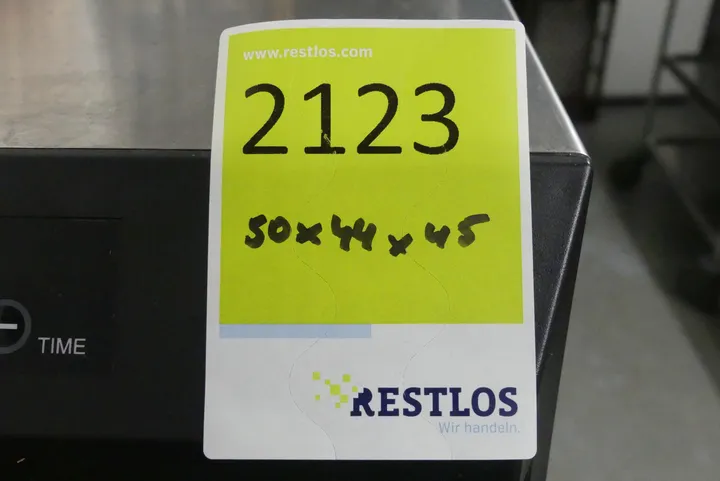 www.restlos.com
2123
50x44x45
TIME
RESTLOS
Wir handeln.